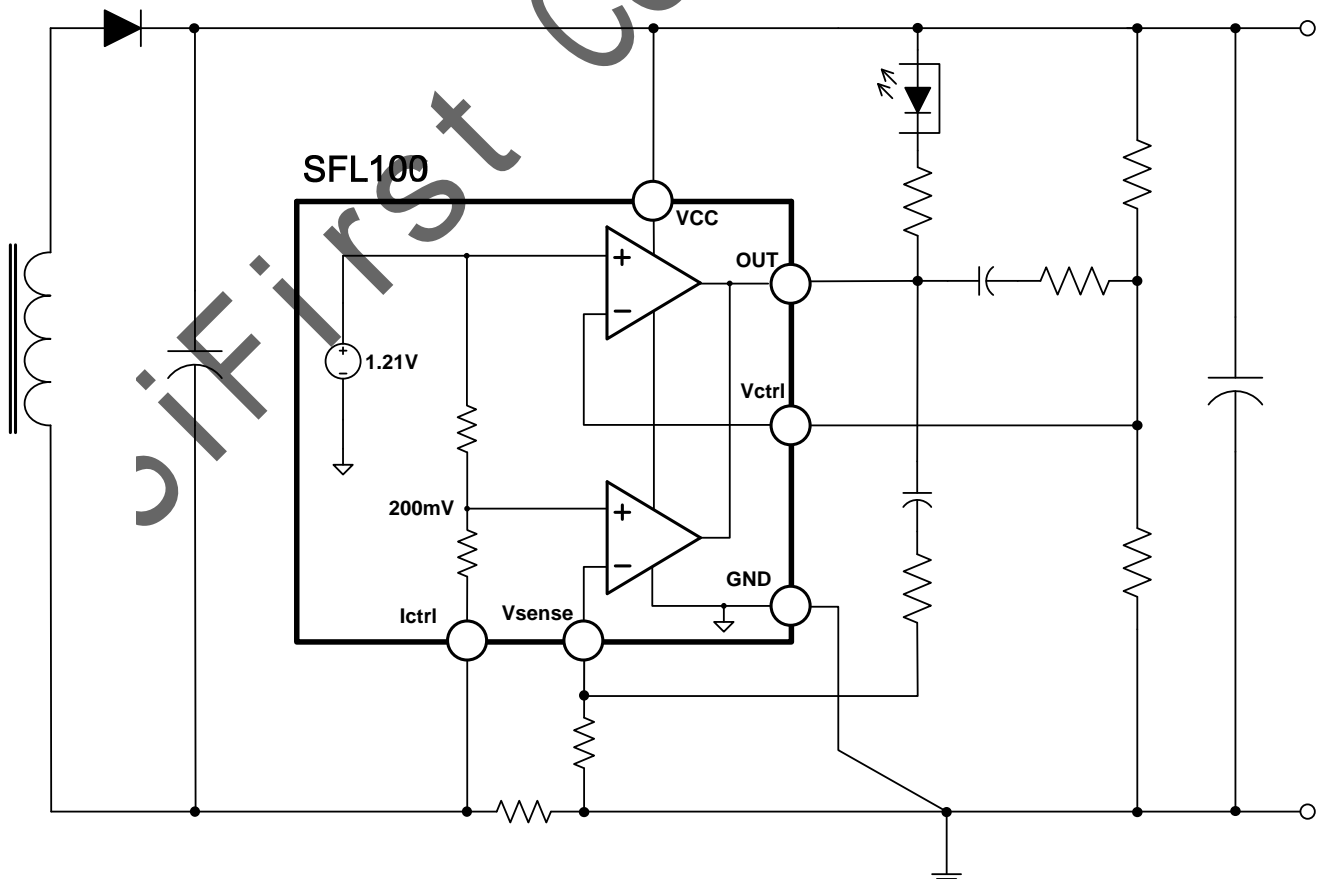 SFL100
VCC
OUT
1.21V
Vctrl
200mV
GND
Ictrl
Vsense